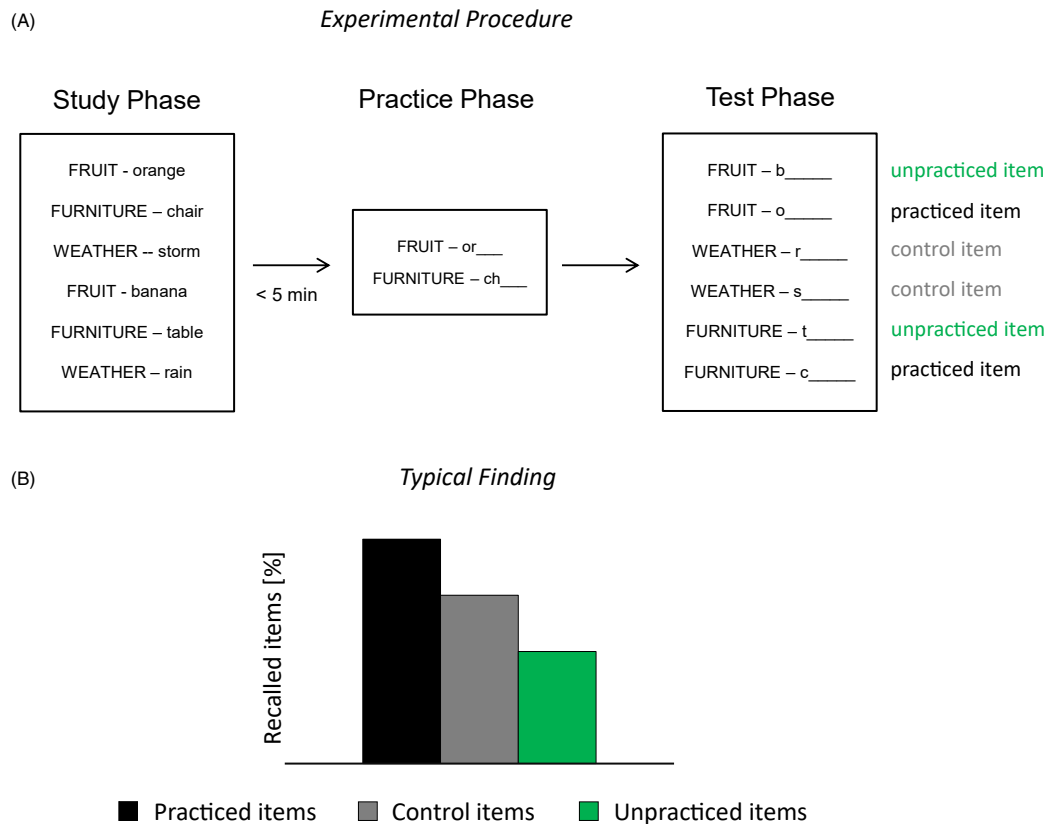 (A)
Experimental Procedure
Study Phase
Practice Phase
Test Phase
FRUIT - orange
FURNITURE – chair
WEATHER -- storm
FRUIT - banana
FURNITURE – table
WEATHER – rain
< 5 min
FRUIT – or___
FURNITURE – ch___
FRUIT – b_____
unpracticed item
FRUIT – o_____
practiced item
WEATHER – r_____
control item
WEATHER – s_____
control item
FURNITURE – t_____
unpracticed item
FURNITURE – c_____
practiced item
(B)
Typical Finding
Recalled items [%]
Practiced items
Control items
Unpracticed items